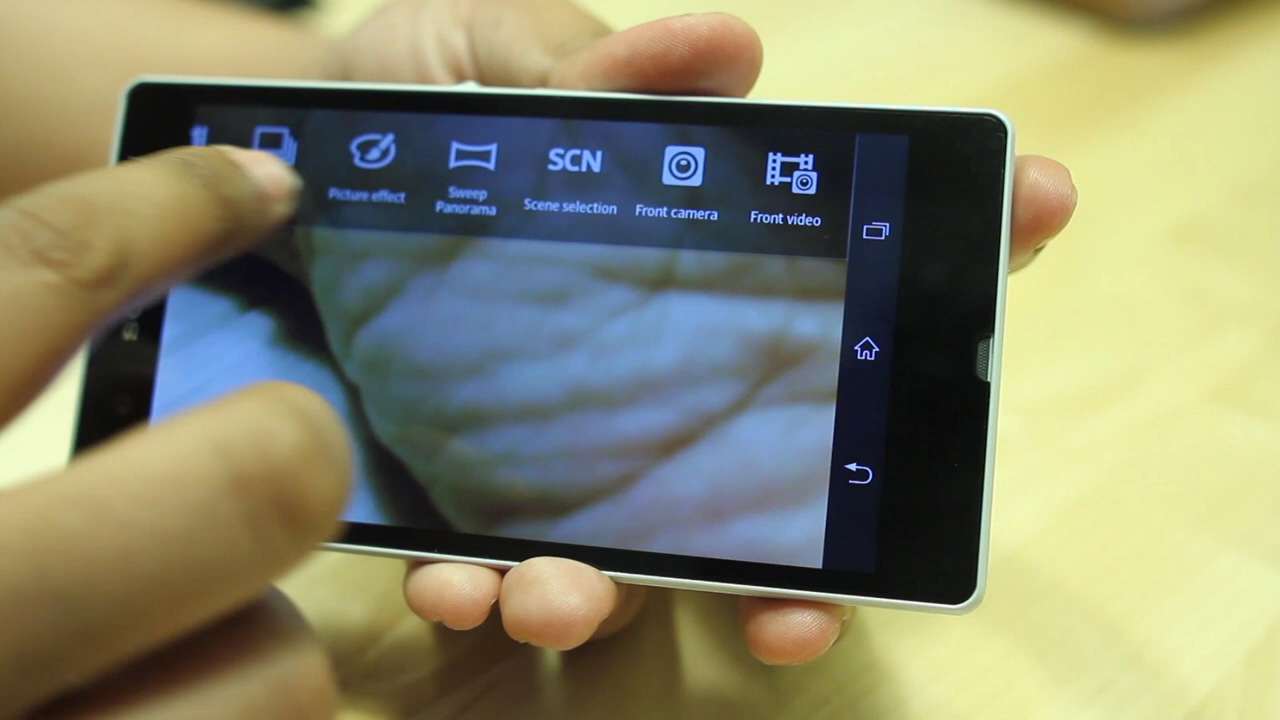 SCN
Picture effect
Sweep
Panorama
Scene selection
Front camera
Front video